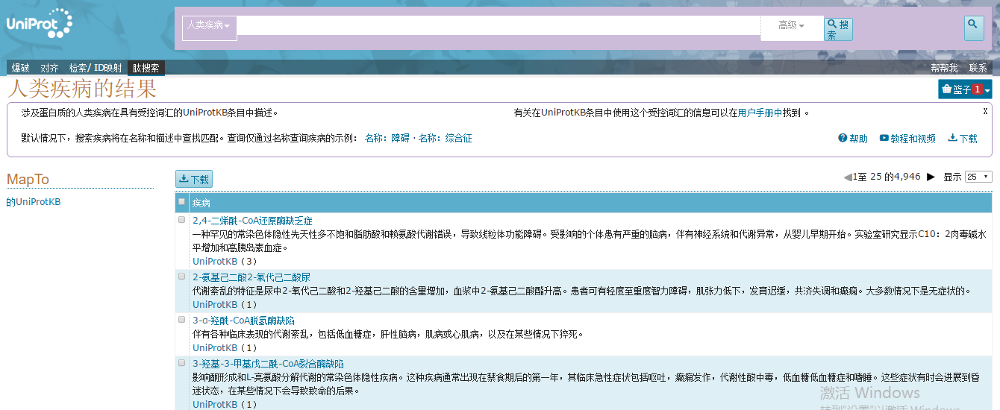 UniProt
人类疾病
高级
搜索
爆破 对齐 检索/ ID映射 肽搜索
帮帮我 联系
人类疾病的结果
篮子 1
涉及蛋白质的人类疾病在具有受控词汇的UniProtKB条目中描述。
有关在UniProtKB条目中使用这个受控词汇的信息可以在用户手册中找到 。
X
默认情况下，搜索疾病将在名称和描述中查找匹配。查询仅通过名称查询疾病的示例： 名称：障碍 · 名称：综合征
帮助 教程和视频 下载
MapTo
的UniProtKB
下载
1至 25 的4,946
显示 25
疾病
2,4-二烯酰-CoA还原酶缺乏症
一种罕见的常染色体隐性先天性多不饱和脂肪酸和赖氨酸代谢错误，导致线粒体功能障碍。受影响的个体患有严重的脑病，伴有神经系统和代谢异常，从婴儿早期开始。实验室研究显示C10：2肉毒碱水
平增加和高胰岛素血症。
UniProtKB（3）
2-氨基己二酸2-氧代己二酸尿
代谢紊乱的特征是尿中2-氧代己二酸和2-羟基己二酸的含量增加，血浆中2-氨基己二酸酯升高。患者可有轻度至重度智力障碍，肌张力低下，发育迟缓，共济失调和癫痫。大多数情况下是无症状的。
UniProtKB（1）
3-α-羟酰-CoA脱氢酶缺陷
伴有各种临床表现的代谢紊乱，包括低血糖症，肝性脑病，肌病或心肌病，以及在某些情况下猝死。
UniProtKB（1）
3-羟基-3-甲基戊二酰-CoA裂合酶缺陷
影响酮形成和L-亮氨酸分解代谢的常染色体隐性疾病。这种疾病通常出现在禁食期后的第一年，其临床急性症状包括呕吐，癫痫发作，代谢性酸中毒，低血糖低血糖症和嗜睡。这些症状有时会进展到昏
迷状态，在某些情况下会导致致命的后果。
UniProtKB（1）
激活 Windows
转到"设置"以激活 Windows